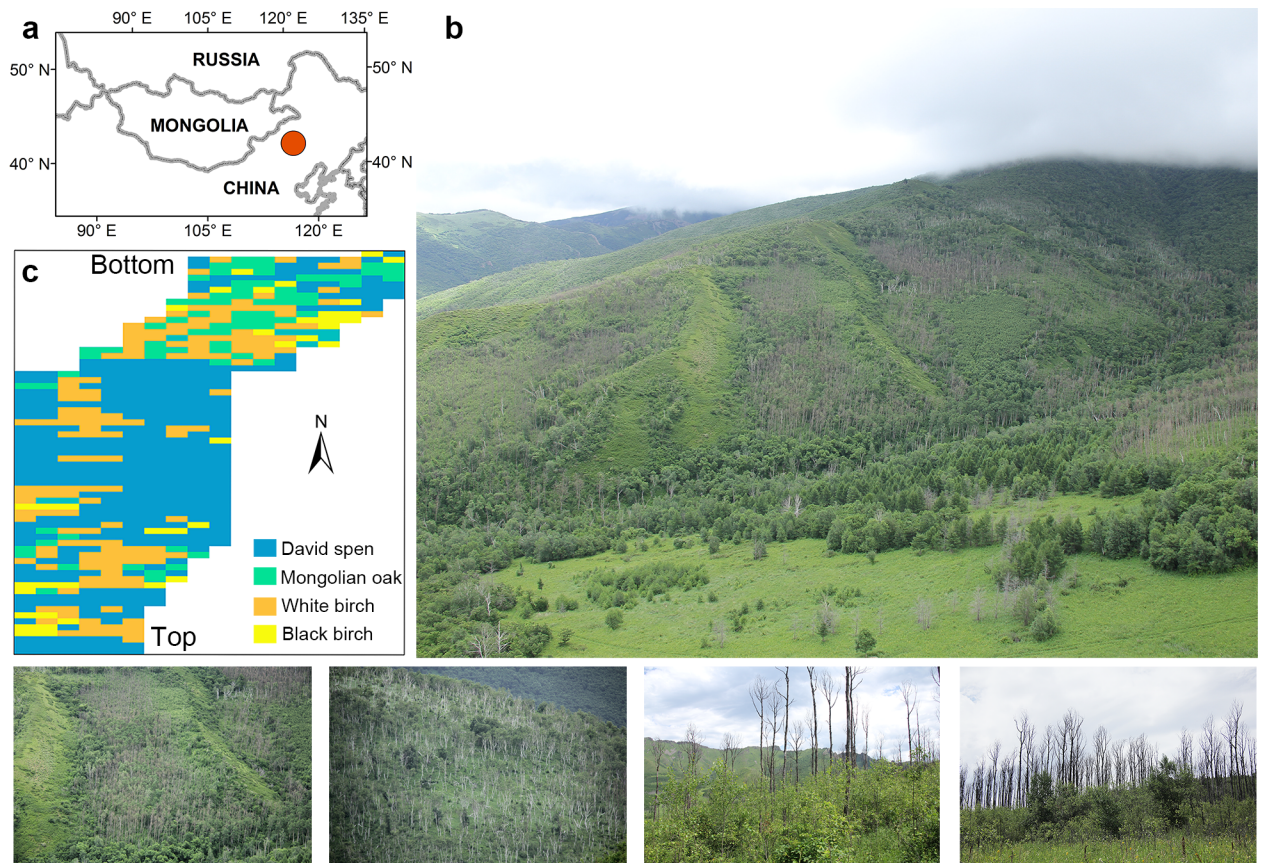 a
90° E 105° E 120° E 135° E
RUSSIA
50° N 50° N
MONGOLIA
40° N 40° N
CHINA
90° E 105° E 120° E
b
c
Bottom
N
David spen
Mongolian oak
White birch
Black birch
Top